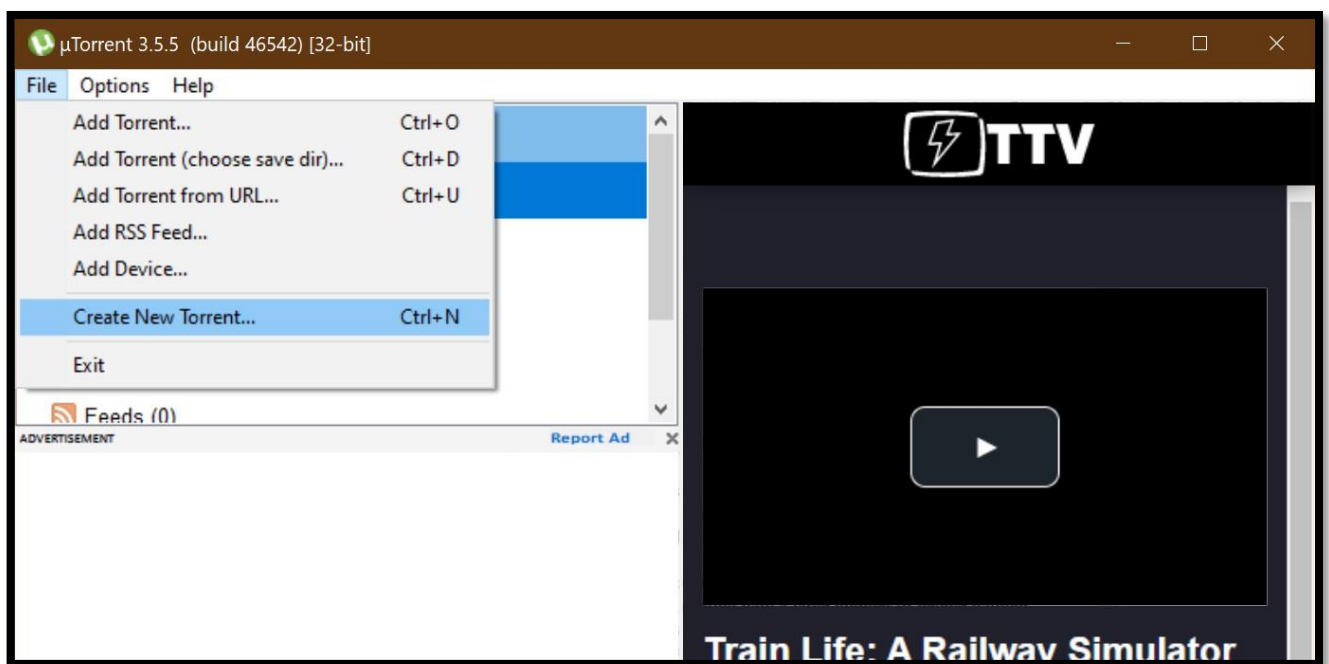 µTorrent 3.5.5 (build 46542) [32-bit]
File Options Help
Add Torrent... Ctrl+O
Add Torrent (choose save dir)... Ctrl+D
Add Torrent from URL... Ctrl+U
Add RSS Feed...
Add Device...
Create New Torrent... Ctrl+N
Exit
Feeds (0)
ADVERTISEMENT Report Ad
TTV
Train Life: A Railway Simulator